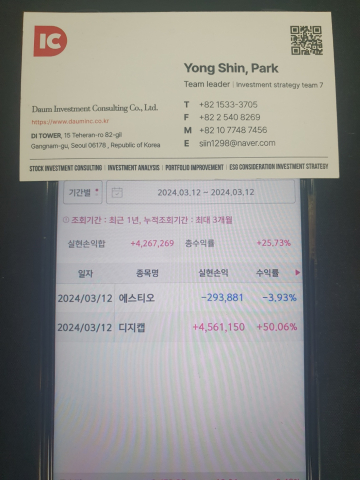 IC
Yong Shin, Park
Team leader | Investment strategy team 7
Daum Investment Consulting Co., Ltd.
https://www.dauminc.co.kr
DI TOWER, 15 Teheran-ro 82-gil
Gangnam-gu, Seoul 06178 , Republic of Korea
T +82 1533-3705
F +82 2 540 8269
M +82 10 7748 7456
E siin1298@naver.com
STOCK INVESTMENT CONSULTING | INVESTMENT ANALYSIS | PORTFOLIO IMPROVEMENT | ESG CONSIDERATION INVESTMENT STRATEGY
기간별 2024.03.12 ~ 2024.03.12
조회기간 : 최근 1년, 누적조회기간 : 최대 3개월
실현손익합 +4,267,269 총수익률 +25.73%
일자 종목명 실현손익 수익률
2024/03/12 에스티오 -293,881 -3.93%
2024/03/12 디지캡 +4,561,150 +50.06%